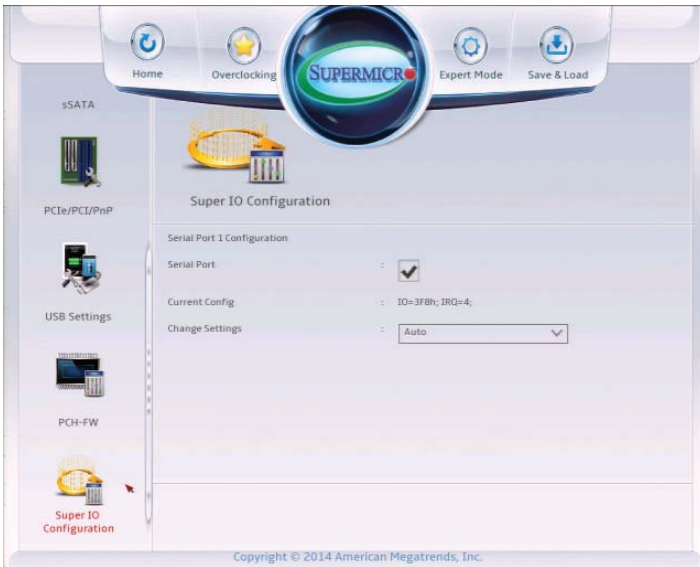 Home
Overclocking
SUPERMICRO
Expert Mode
Save & Load
sSATA
PCIe/PCI/PnP
USB Settings
PCH-FW
Super IO
Configuration
Super IO Configuration
Serial Port 1 Configuration
Serial Port :
Current Config : IO=3F8h; IRQ=4;
Change Settings : Auto
Copyright © 2014 American Megatrends, Inc.